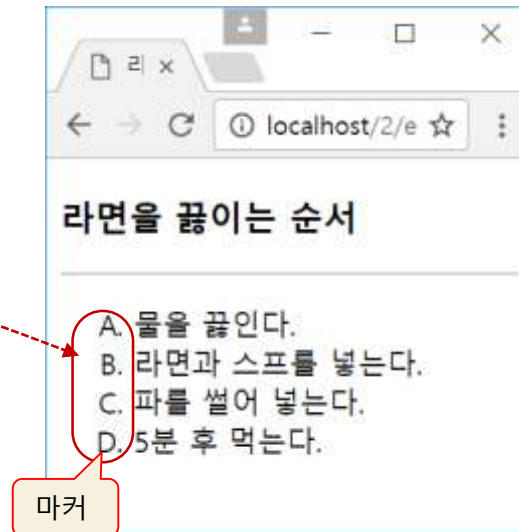 리
localhost/2/e
라면을 끓이는 순서
A. 물을 끓인다.
B. 라면과 스프를 넣는다.
C. 파를 썰어 넣는다.
D. 5분 후 먹는다.
마커